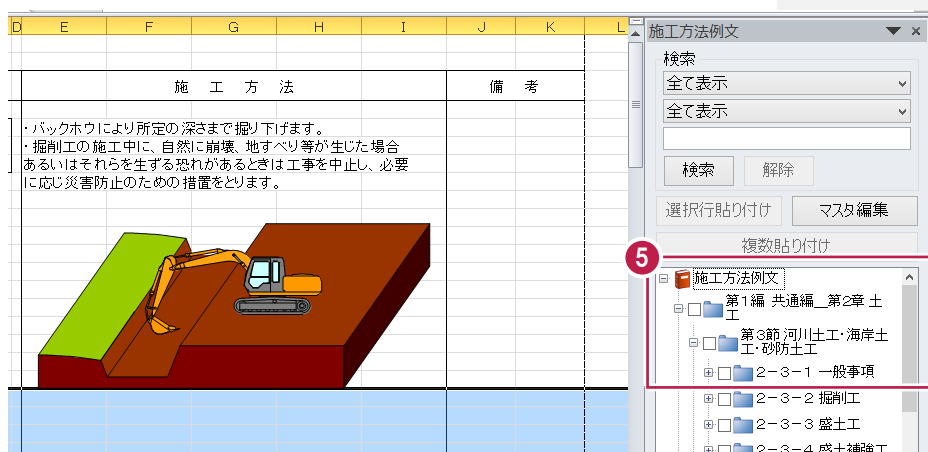 D E F G H I J K L
施工方法例文
検索
全て表示
全て表示
検索 解除
選択行貼り付け マスタ編集
複数貼り付け
5
施工方法例文
第1編 共通編__第2章 土
工
第3節 河川土工・海岸土
工・砂防土工
2-3-1 一般事項
2-3-2 掘削工
2-3-3 盛土工
2-3-4 盛土補強工
施 工 方 法 備 考
・バックホウにより所定の深さまで掘り下げます。
・掘削工の施工中に、自然に崩壊、地すべり等が生じた場合
あるいはそれらを生ずる恐れがあるときは工事を中止し、必要
に応じ災害防止のための措置をとります。